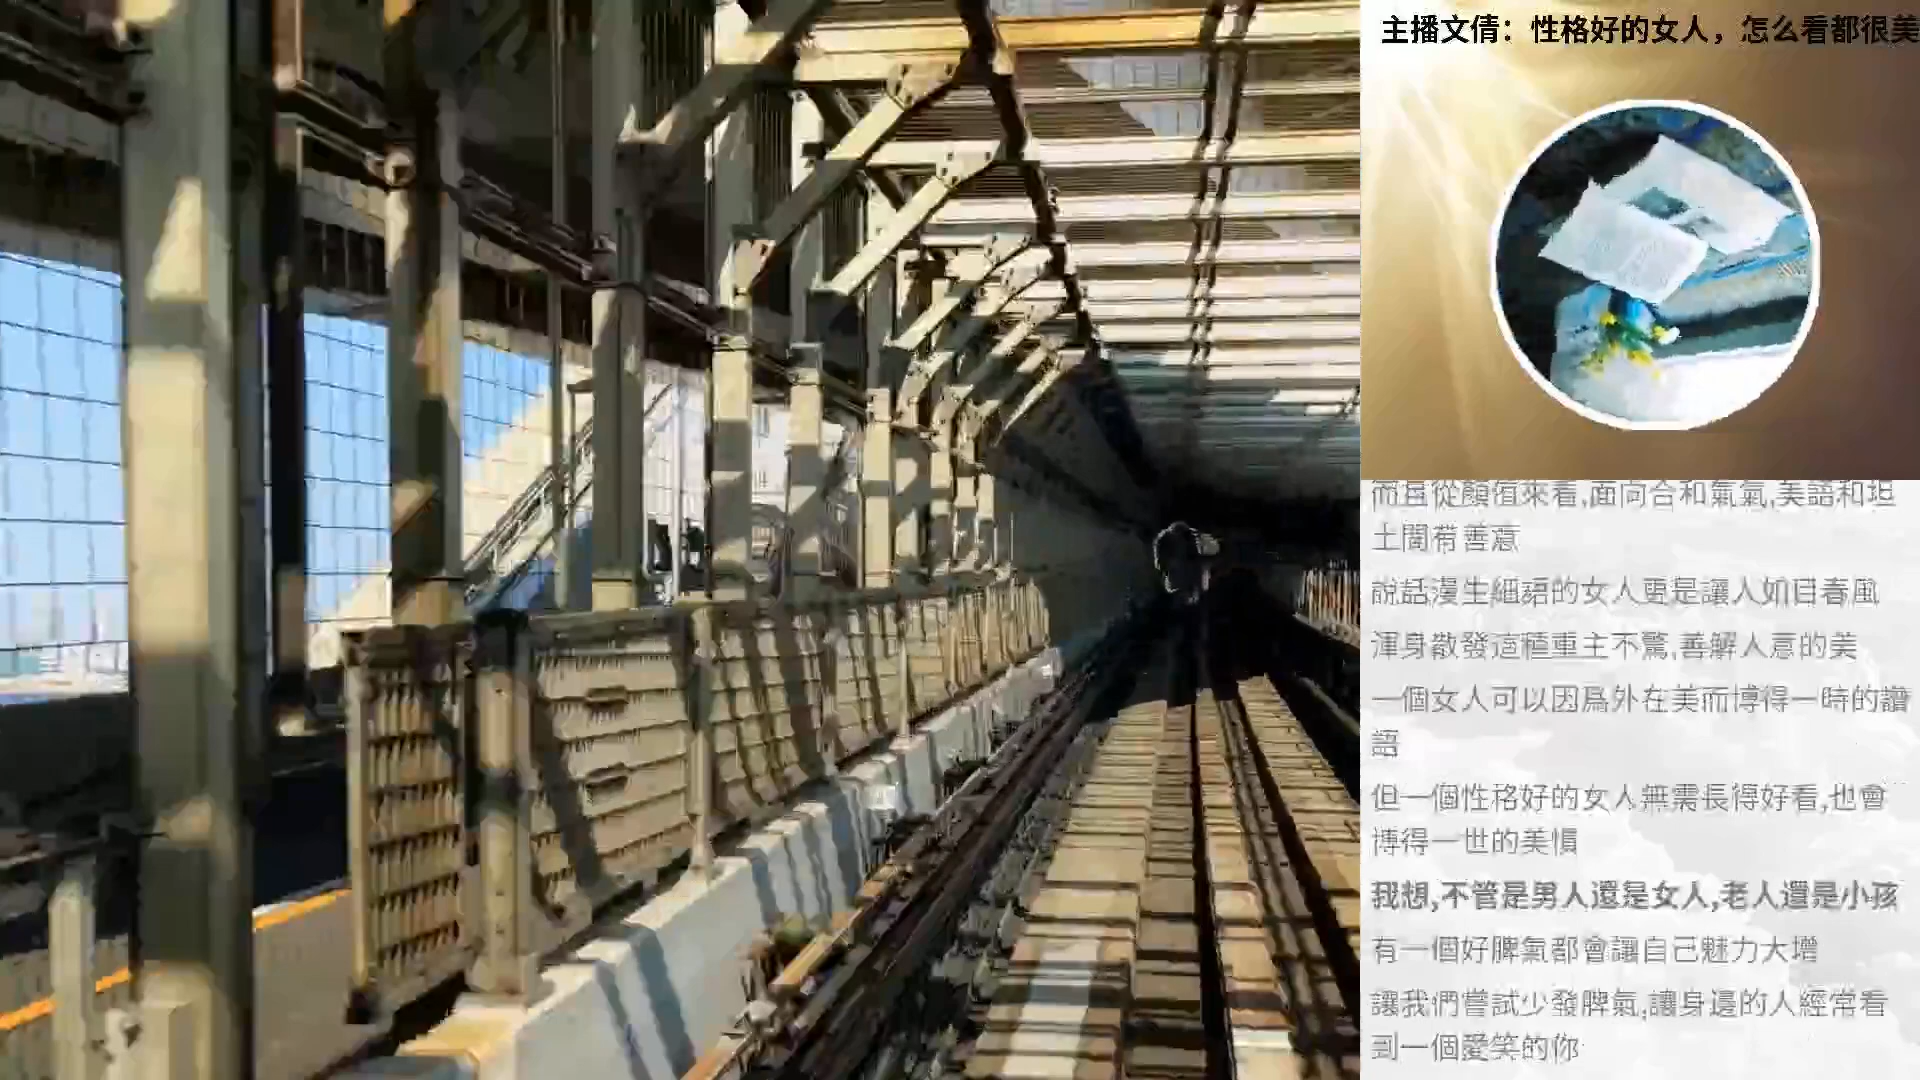 主播文倩：性格好的女人，怎么看都很美
而且從顏值來看,面向合和氣氣,美語和坦
土閩帶善意
說話漫生細語的女人更是讓人如目春風
渾身散發這種重主不驚,善解人意的美
一個女人可以因爲外在美而博得一時的讚
語
但一個性格好的女人無需長得好看,也會
博得一世的美慣
我想,不管是男人還是女人,老人還是小孩
有一個好脾氣都會讓自己魅力大增
讓我們嘗試少發脾氣,讓身邊的人經常看
到一個愛笑的你